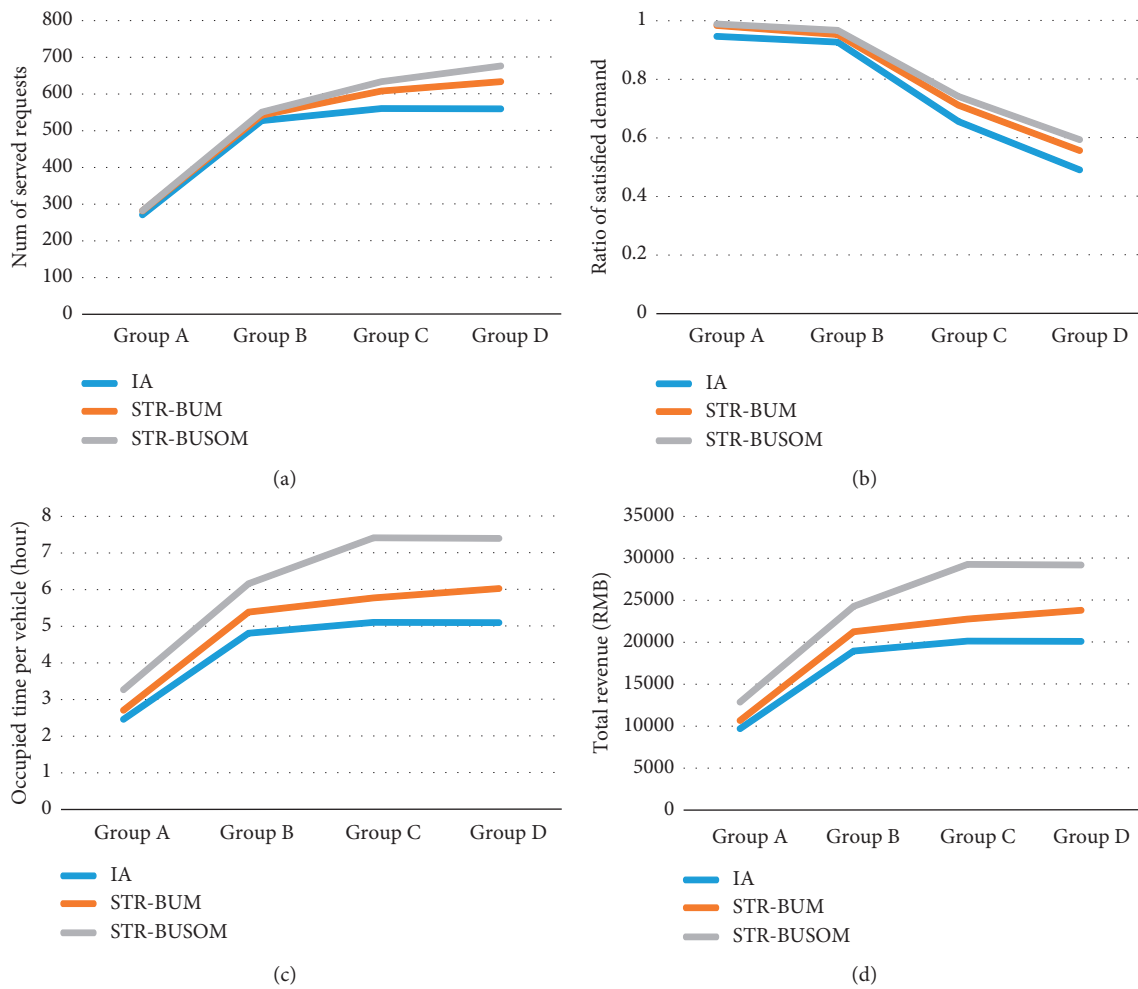 Num of served requests
800
700
600
500
400
300
200
100
0
Group A Group B Group C Group D
IA
STR-BUM
STR-BUSOM
(a)
Ratio of satisfied demand
1
0.8
0.6
0.4
0.2
0
Group A Group B Group C Group D
IA
STR-BUM
STR-BUSOM
(b)
Occupied time per vehicle (hour)
8
7
6
5
4
3
2
1
0
Group A Group B Group C Group D
IA
STR-BUM
STR-BUSOM
(c)
Total revenue (RMB)
35000
30000
25000
20000
15000
10000
5000
0
Group A Group B Group C Group D
IA
STR-BUM
STR-BUSOM
(d)